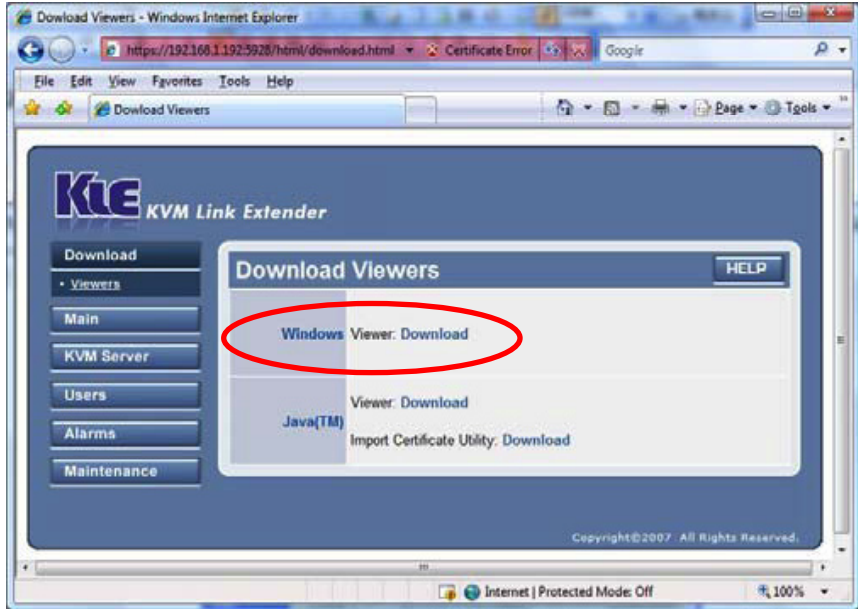 Dowload Viewers - Windows Internet Explorer
https://192.168.1.192:5928/html/download.html Certificate Error Google
File Edit View Favorites Tools Help
Dowload Viewers Page Tools
KLE KVM Link Extender
Download
• Viewers
Main
KVM Server
Users
Alarms
Maintenance
Download Viewers HELP
Windows Viewer: Download
Java(TM) Viewer: Download
Import Certificate Utility: Download
Copyright©2007 All Rights Reserved.
Internet | Protected Mode: Off 100%